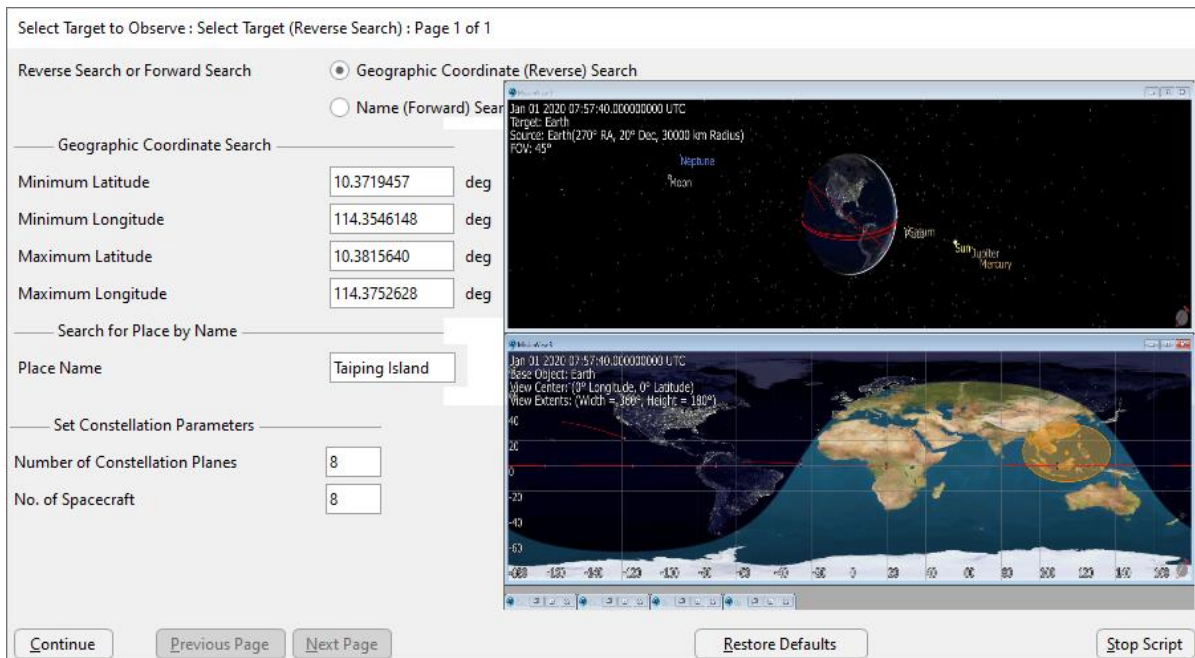 Select Target to Observe : Select Target (Reverse Search) : Page 1 of 1
Reverse Search or Forward Search
Geographic Coordinate (Reverse) Search
Name (Forward) Sear
Geographic Coordinate Search
Minimum Latitude 10.3719457 deg
Minimum Longitude 114.3546148 deg
Maximum Latitude 10.3815640 deg
Maximum Longitude 114.3752628 deg
Search for Place by Name
Place Name Taiping Island
Set Constellation Parameters
Number of Constellation Planes 8
No. of Spacecraft 8
Jan 01 2020 07:57:40.000000000 UTC
Target: Earth
Source: Earth(270° RA, 20° Dec, 30000 km Radius)
FOV: 45°
Neptune
Moon
Sun
Jupiter
Mercury
Jan 01 2020 07:57:40.000000000 UTC
Base Object: Earth
View Center: (0° Longitude, 0° Latitude)
View Extents: (Width = 360°, Height = 180°)
40
20
0
-20
-40
-60
0 20
Continue Previous Page Next Page Restore Defaults Stop Script